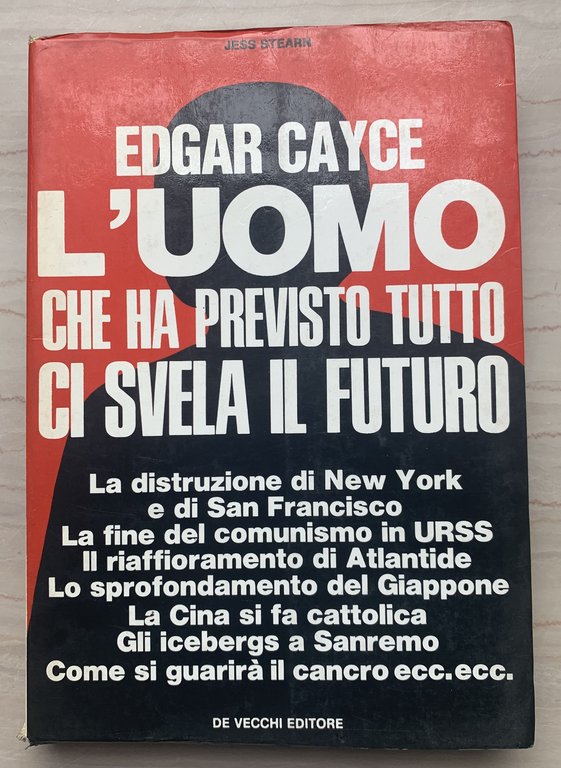 JESS STEARN
EDGAR CAYCE
L'UOMO
CHE HA PREVISTO TUTTO
CI SVELA IL FUTURO
La distruzione di New York
e di San Francisco
La fine del comunismo in URSS
Il riaffioramento di Atlantide
Lo sprofondamento del Giappone
La Cina si fa cattolica
Gli icebergs a Sanremo
Come si guarirà il cancro ecc. ecc.
DE VECCHI EDITORE